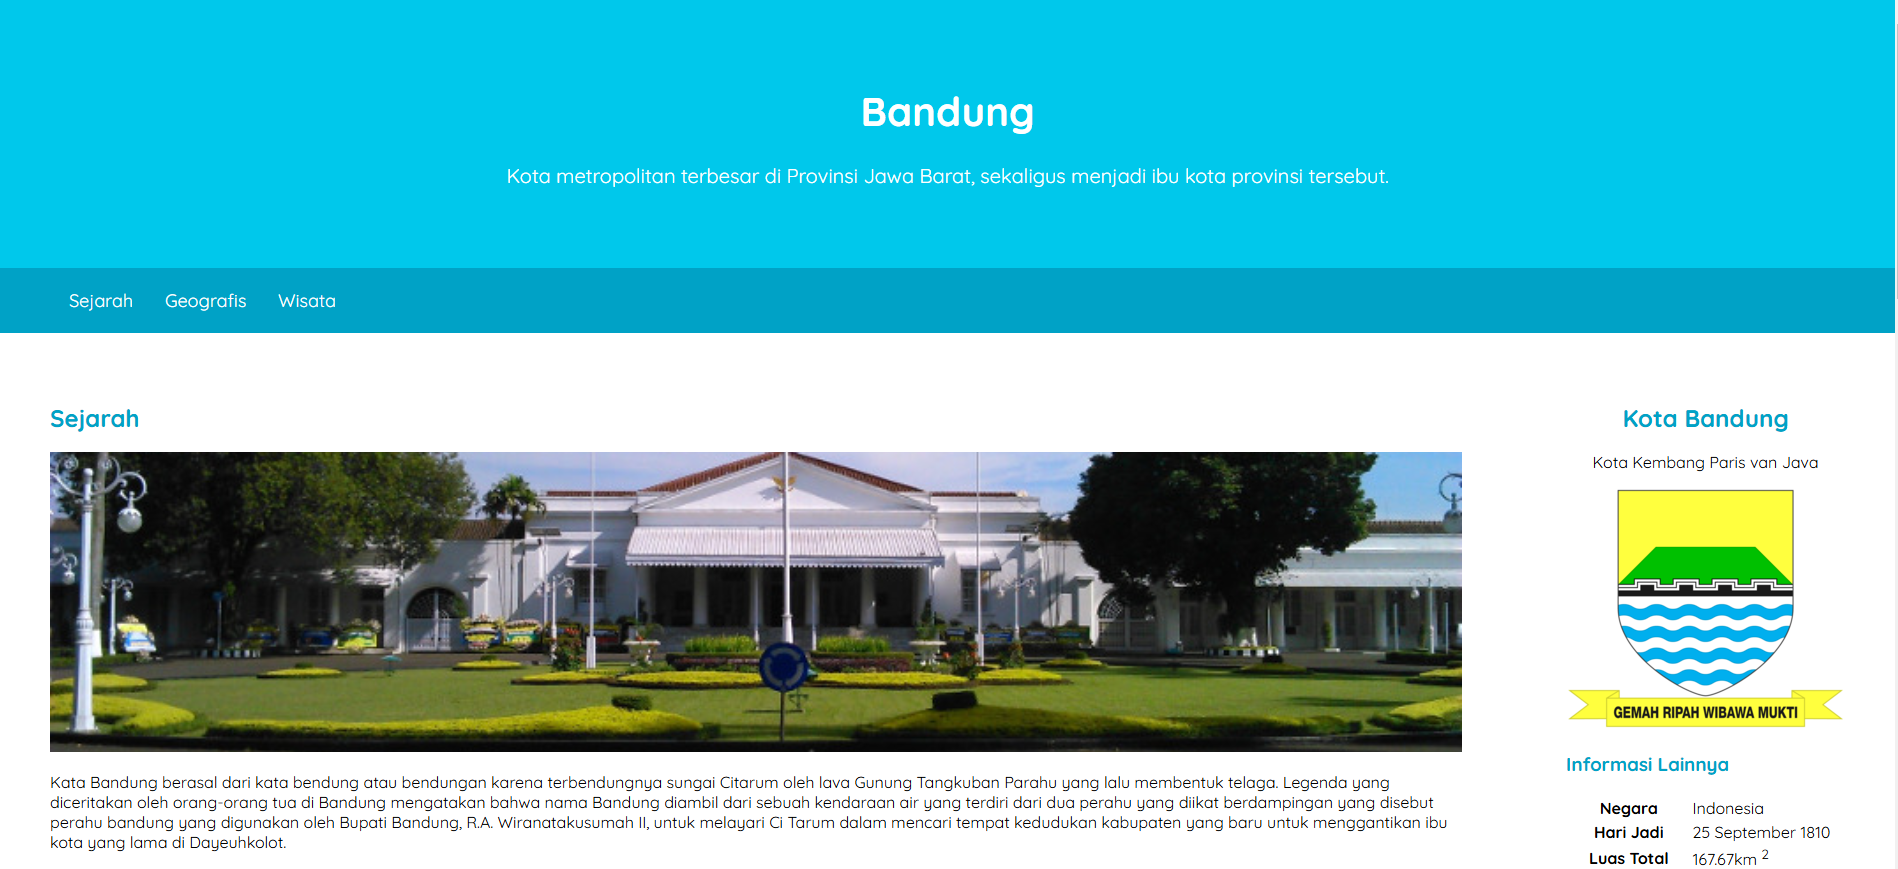 Bandung
Kota metropolitan terbesar di Provinsi Jawa Barat, sekaligus menjadi ibu kota provinsi tersebut.
Sejarah Geografis Wisata
Sejarah
Kata Bandung berasal dari kata bendung atau bendungan karena terbendungnya sungai Citarum oleh lava Gunung Tangkuban Parahu yang lalu membentuk telaga. Legenda yang
diceritakan oleh orang-orang tua di Bandung mengatakan bahwa nama Bandung diambil dari sebuah kendaraan air yang terdiri dari dua perahu yang diikat berdampingan yang disebut
perahu bandung yang digunakan oleh Bupati Bandung, R.A. Wiranatakusumah II, untuk melayari Ci Tarum dalam mencari tempat kedudukan kabupaten yang baru untuk menggantikan ibu
kota yang lama di Dayeuhkolot.
Kota Bandung
Kota Kembang Paris van Java
GEMAH RIPAH WIBAWA MUKTI
Informasi Lainnya
Negara Indonesia
Hari Jadi 25 September 1810
Luas Total 167.67km 2